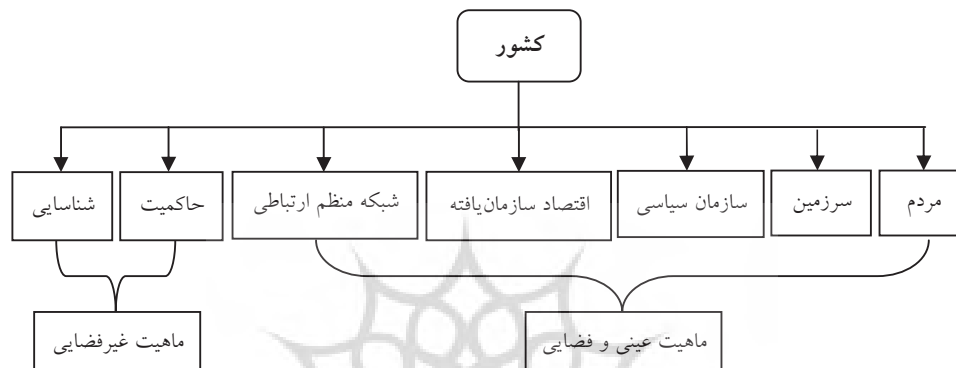 کشور
مردم
سرزمین
سازمان سیاسی
اقتصاد سازمان‌یافته
شبکه منظم ارتباطی
حاکمیت
شناسایی
ماهیت عینی و فضایی
ماهیت غیرفضایی